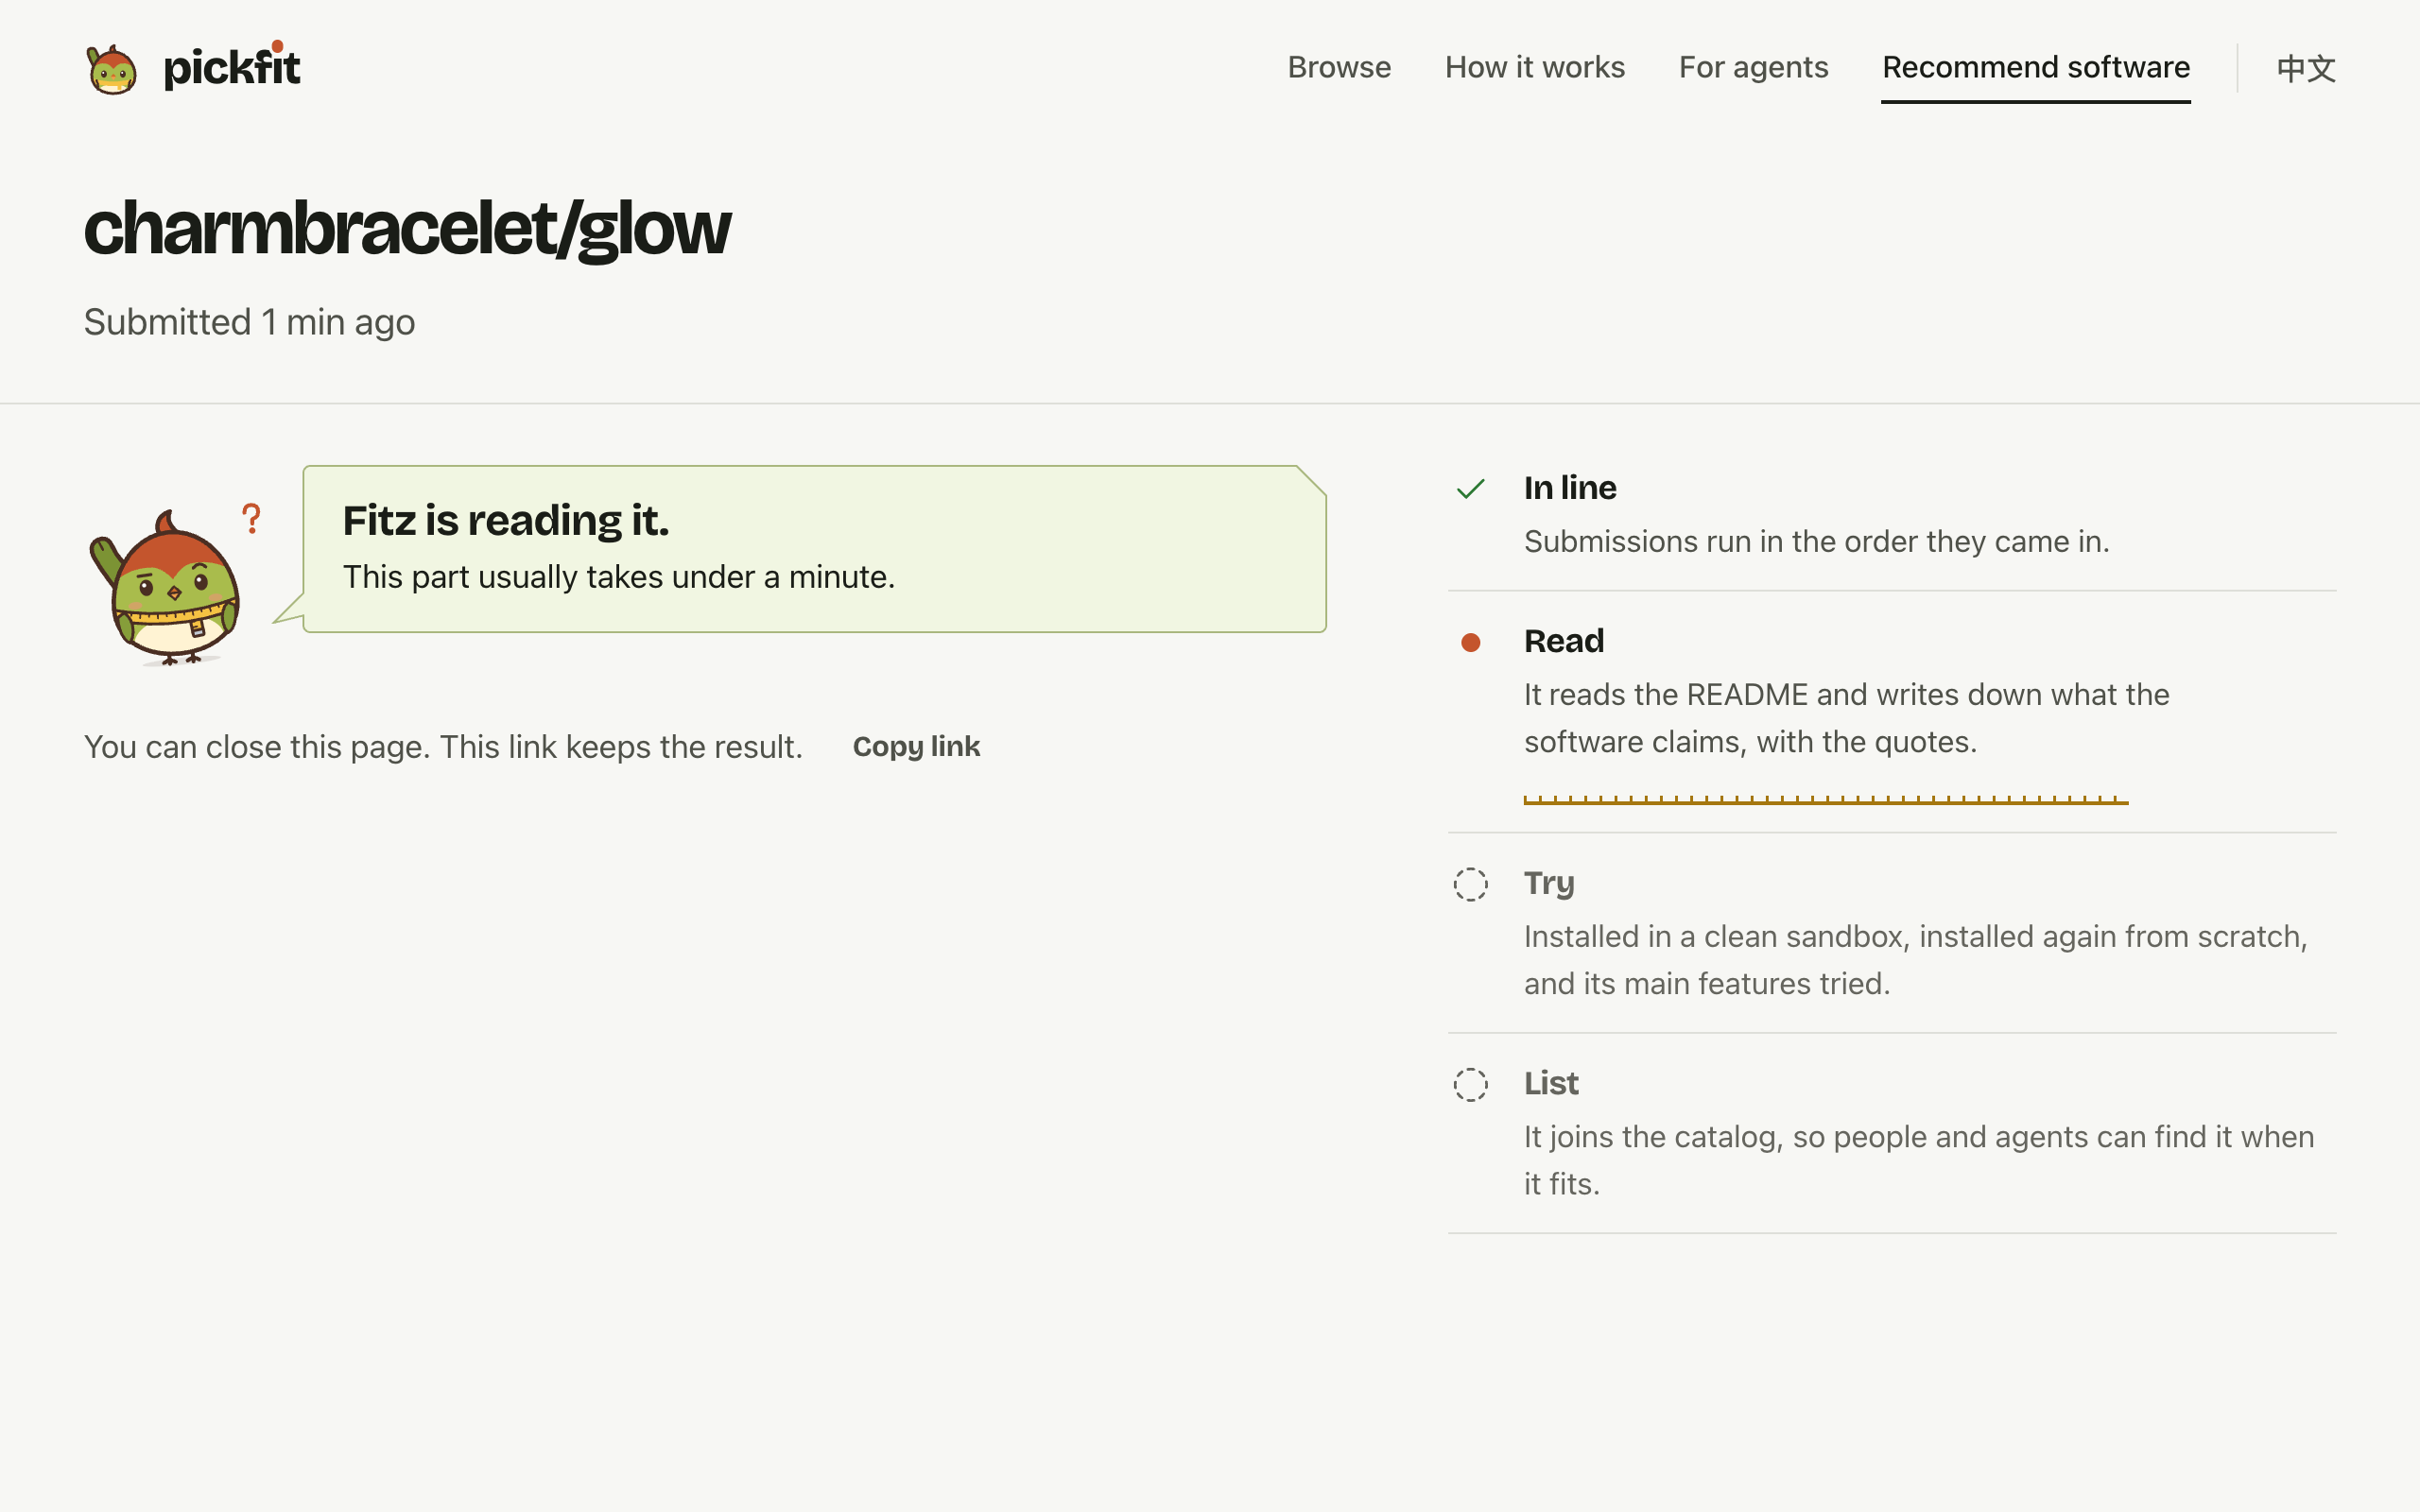 pickfit
Browse
How it works
For agents
Recommend software
中文
charmbracelet/glow
Submitted 1 min ago
?
Fitz is reading it.
This part usually takes under a minute.
You can close this page. This link keeps the result.
Copy link
In line
Submissions run in the order they came in.
Read
It reads the README and writes down what the
software claims, with the quotes.
Try
Installed in a clean sandbox, installed again from scratch,
and its main features tried.
List
It joins the catalog, so people and agents can find it when
it fits.